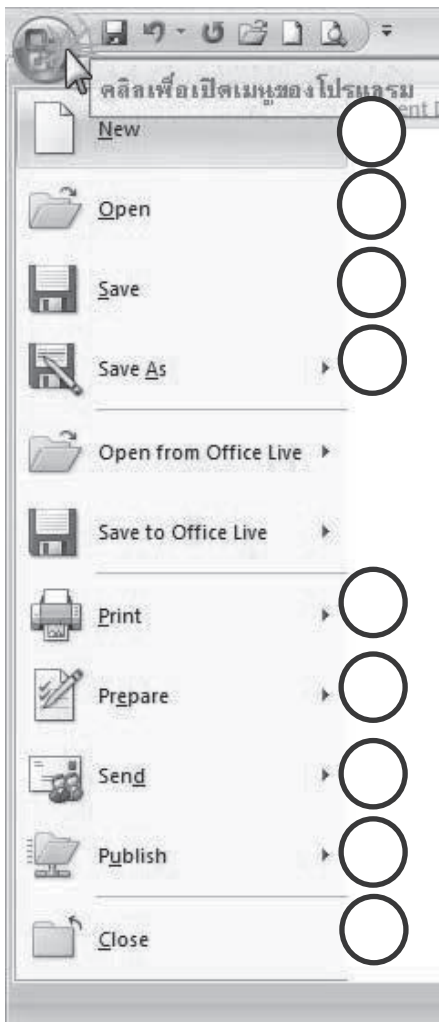 คลิกเพื่อเปิดเมนูของโปรแกรม
New
Open
Save
Save As
Open from Office Live
Save to Office Live
Print
Prepare
Send
Publish
Close